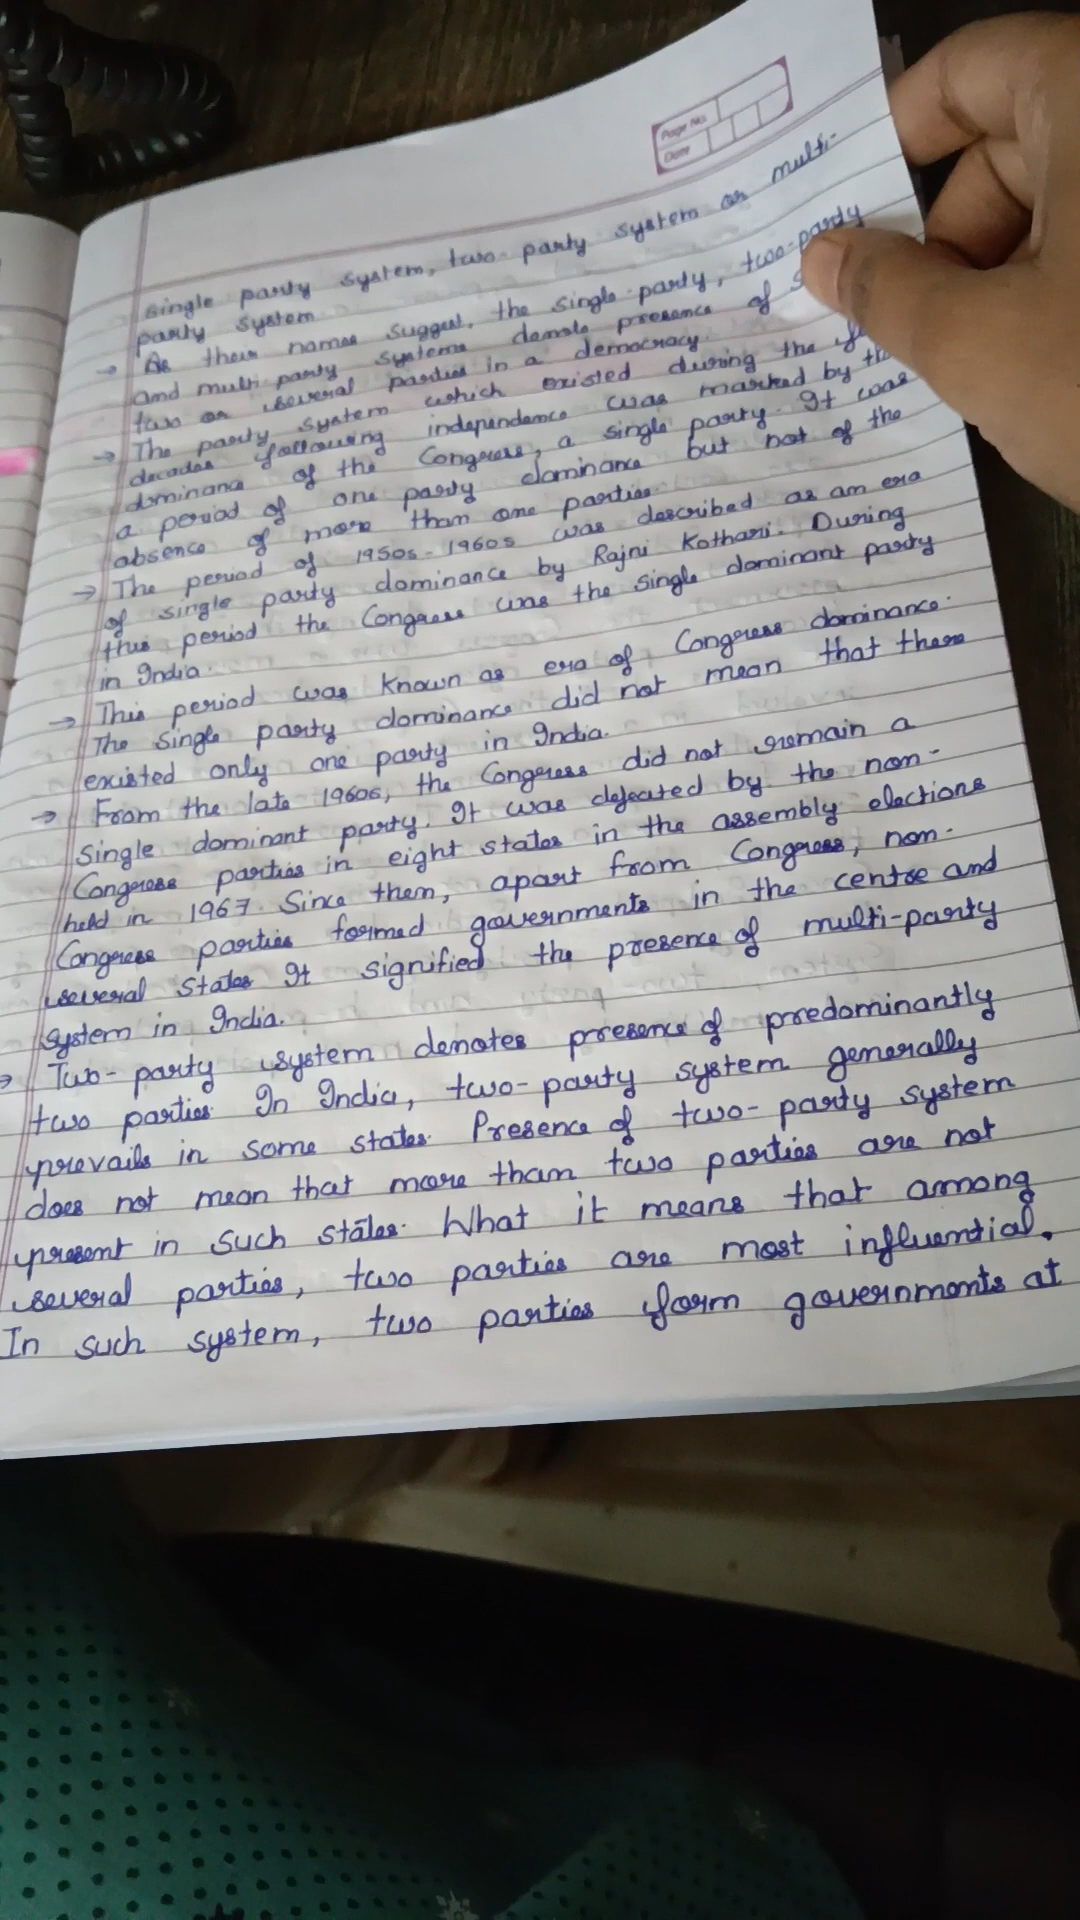 Page No.
Date
single party system, two-party system or multi-
party system
→ As their names suggest, the single-party, two-party
and multi party systems denote presence of
two or several parties in a democracy.
→ The party system which existed during the
decades following independence was marked by the
dominance of the Congress, a single party. It was
a period of one party dominance but not of the
absence of more than one parties.
→ The period of 1950s-1960s was described as an era
of single party dominance by Rajni Kothari. During
this period the Congress was the single dominant party
in India.
→ This period was known as era of Congress dominance.
The single party dominance did not mean that there
existed only one party in India.
→ From the late 1960s, the Congress did not remain a
single dominant party. It was defeated by the non-
Congress parties in eight states in the assembly elections
held in 1967. Since them, apart from Congress, non-
Congress parties formed governments in the centre and
several states It signified the presence of multi-party
system in India.
→ Two-party system denotes presence of predominantly
two parties. In India, two-party system generally
prevails in some states. Presence of two-party system
does not mean that more than two parties are not
present in such states. What it means that among
several parties, two parties are most influential.
In such system, two parties form governments at